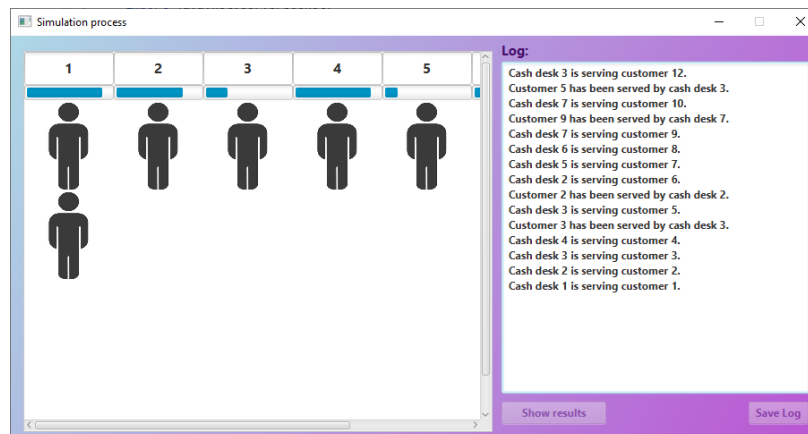 Simulation process
1 2 3 4 5
Log:
Cash desk 3 is serving customer 12.
Customer 5 has been served by cash desk 3.
Cash desk 7 is serving customer 10.
Customer 9 has been served by cash desk 7.
Cash desk 7 is serving customer 9.
Cash desk 6 is serving customer 8.
Cash desk 5 is serving customer 7.
Cash desk 2 is serving customer 6.
Customer 2 has been served by cash desk 2.
Cash desk 3 is serving customer 5.
Customer 3 has been served by cash desk 3.
Cash desk 4 is serving customer 4.
Cash desk 3 is serving customer 3.
Cash desk 2 is serving customer 2.
Cash desk 1 is serving customer 1.
Show results
Save Log